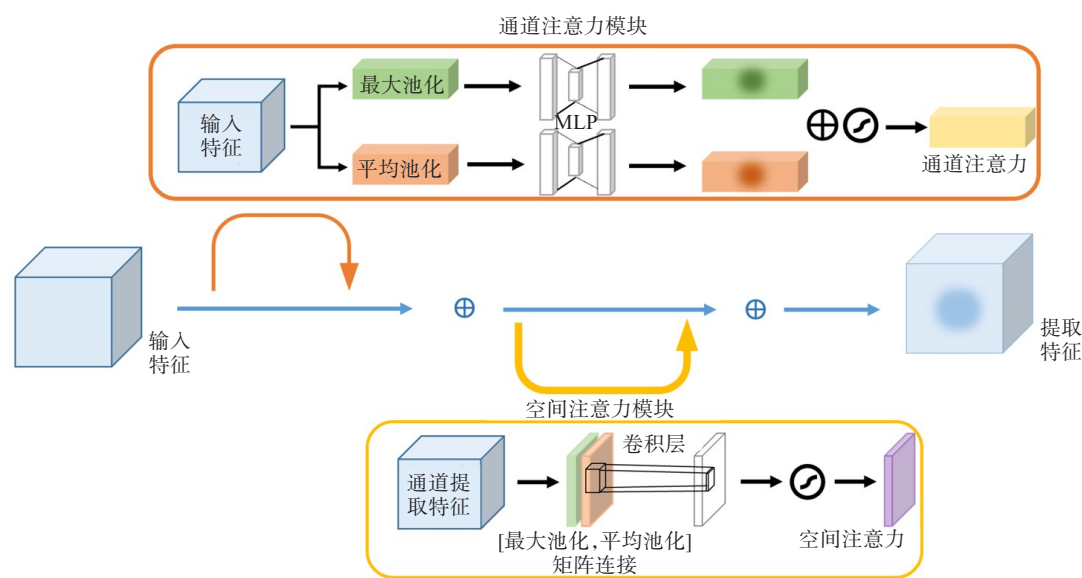 通道注意力模块
输入
特征
最大池化
平均池化
MLP
通道注意力
输入
特征
提取
特征
空间注意力模块
通道提
取特征
卷积层
[最大池化,平均池化]
矩阵连接
空间注意力